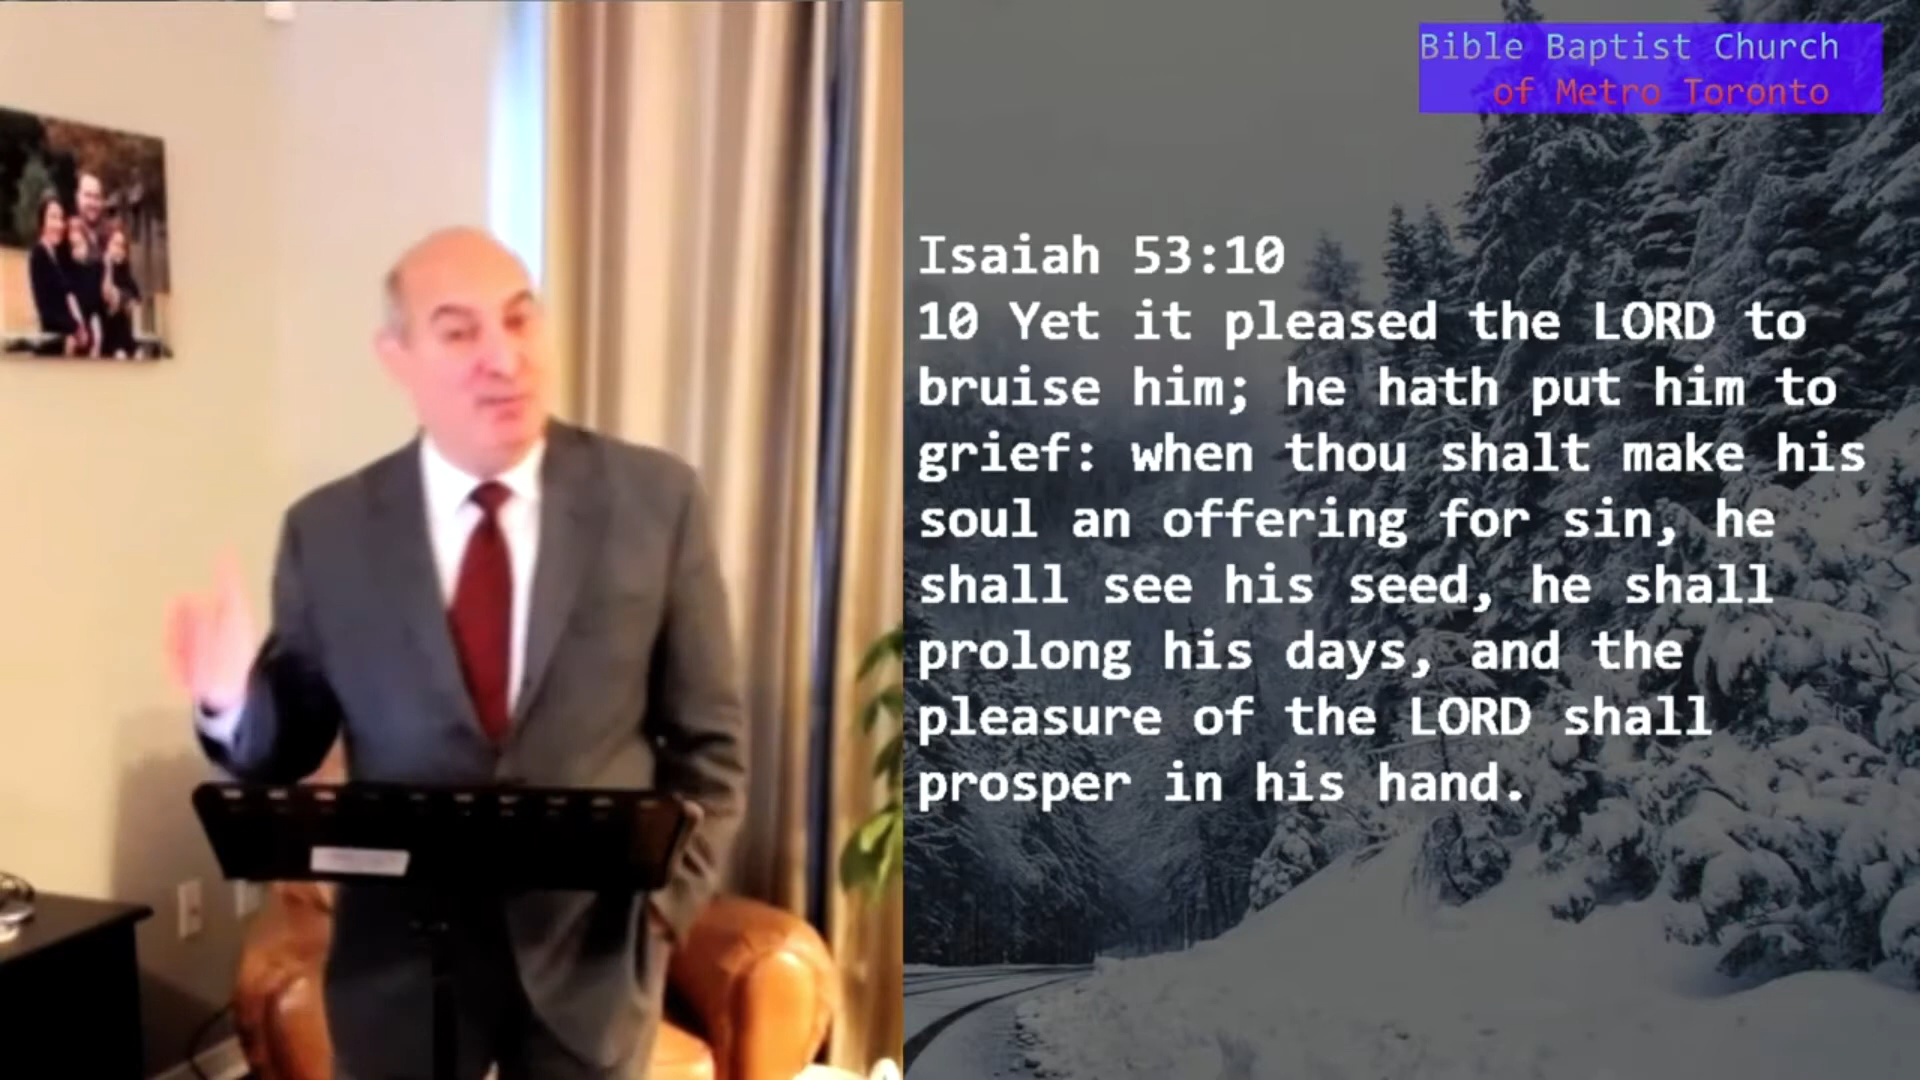 Bible Baptist Church
of Metro Toronto
Isaiah 53:10
10 Yet it pleased the LORD to
bruise him; he hath put him to
grief: when thou shalt make his
soul an offering for sin, he
shall see his seed, he shall
prolong his days, and the
pleasure of the LORD shall
prosper in his hand.